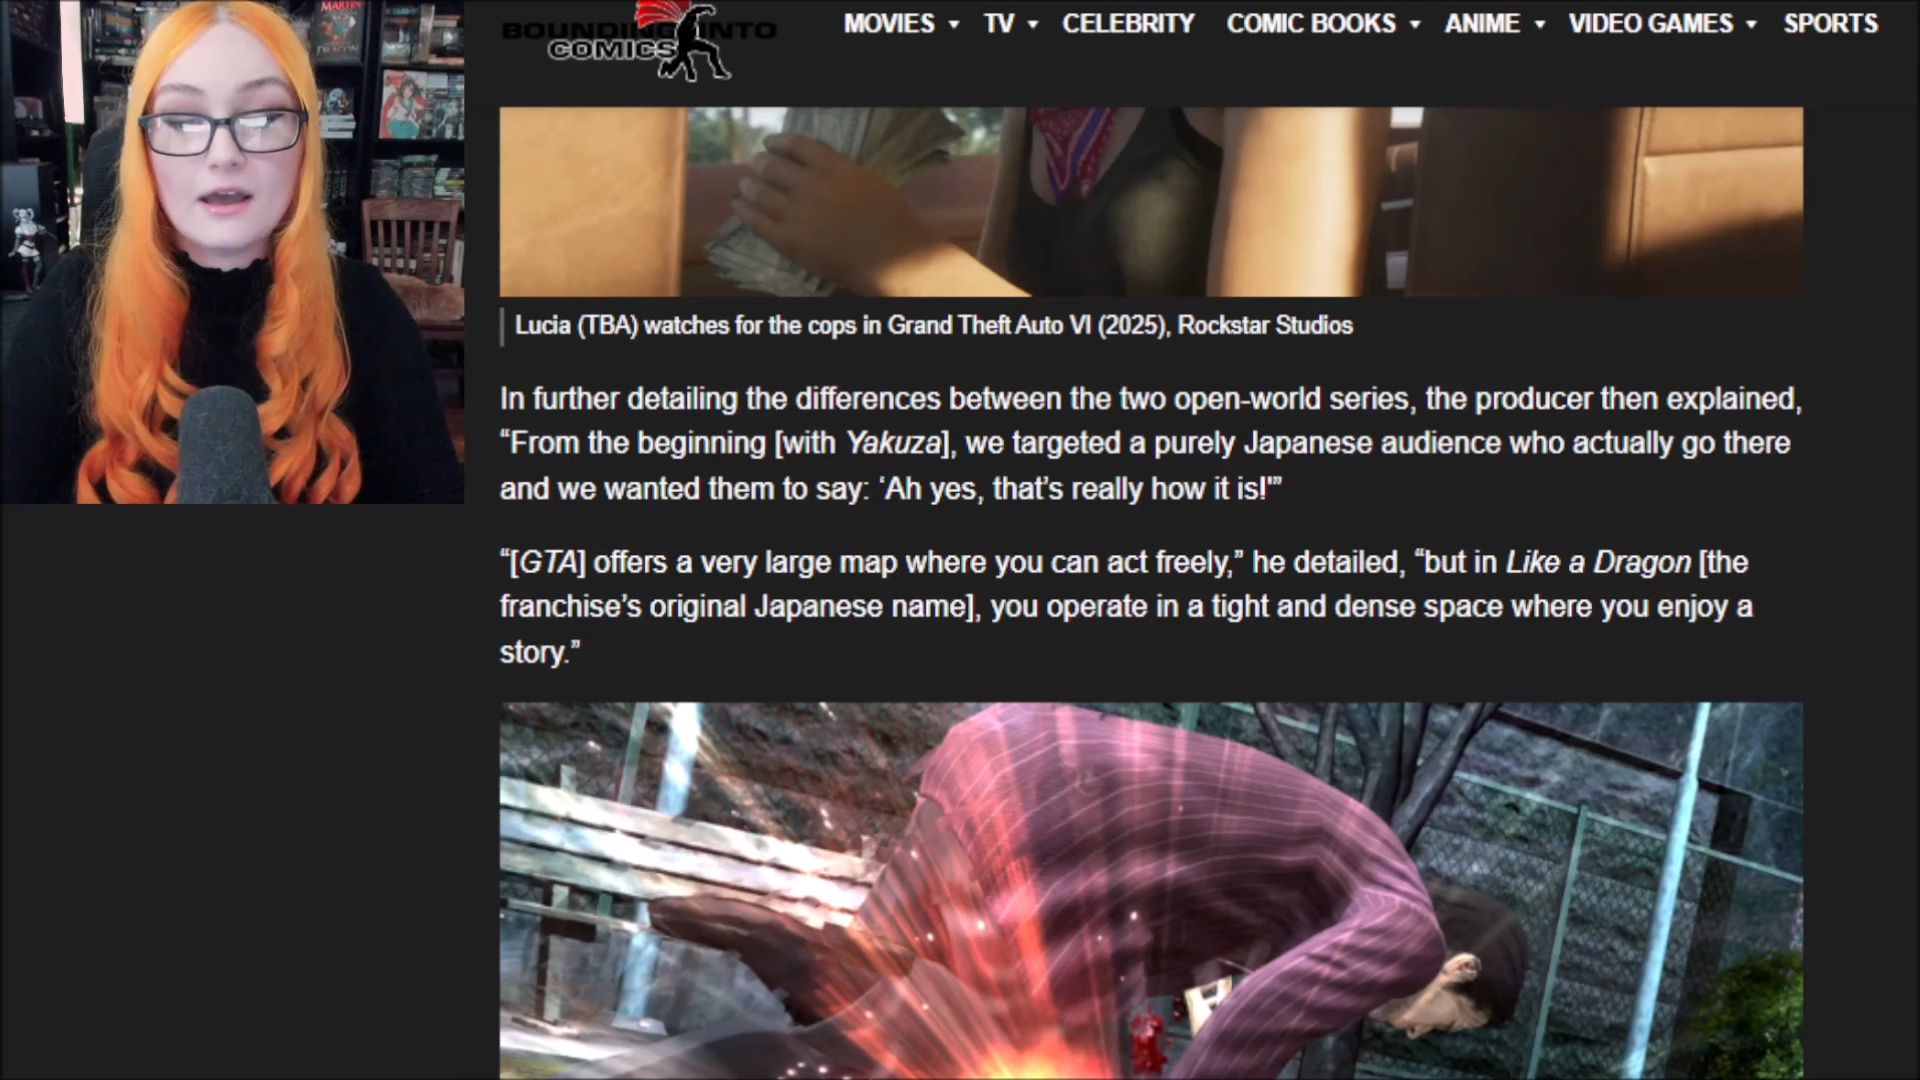 MARTIN
DRAGON
BOUNDING INTO
COMICS
MOVIES TV CELEBRITY COMIC BOOKS ANIME VIDEO GAMES SPORTS
Lucia (TBA) watches for the cops in Grand Theft Auto VI (2025), Rockstar Studios
In further detailing the differences between the two open-world series, the producer then explained,
“From the beginning [with Yakuza], we targeted a purely Japanese audience who actually go there
and we wanted them to say: ‘Ah yes, that’s really how it is!'”
“[GTA] offers a very large map where you can act freely,” he detailed, “but in Like a Dragon [the
franchise’s original Japanese name], you operate in a tight and dense space where you enjoy a
story.”